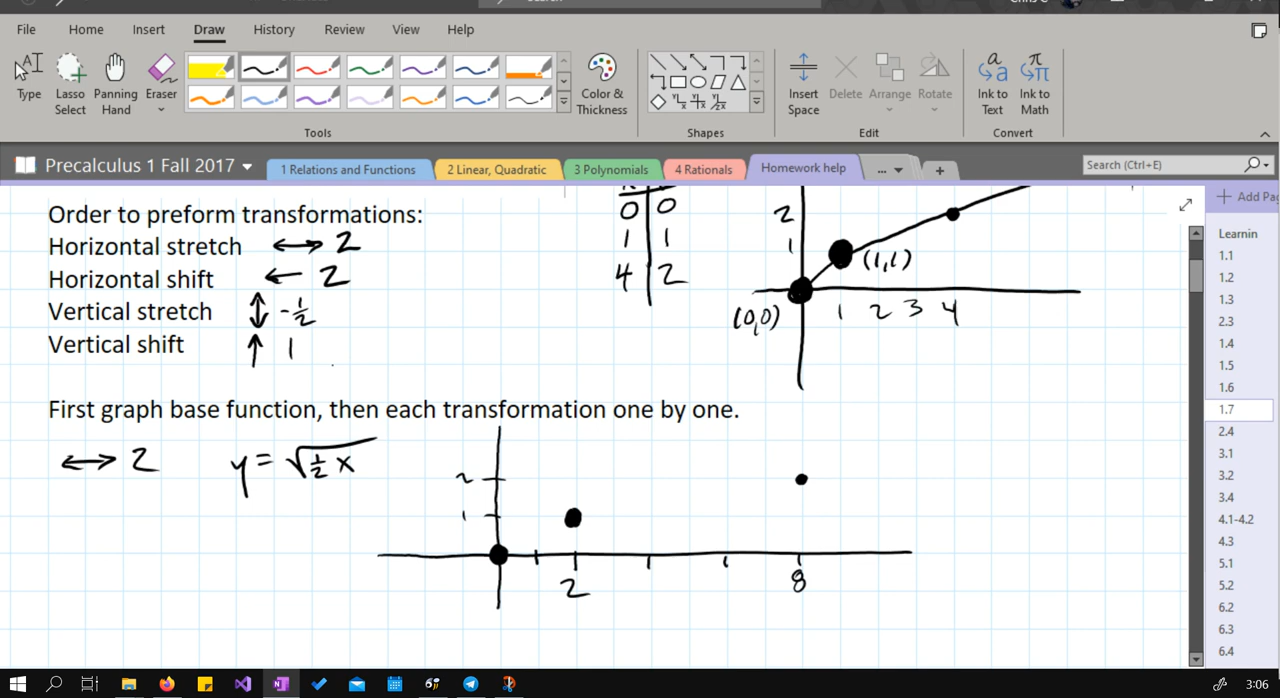 File Home Insert Draw History Review View Help
Type Lasso Select Panning Hand Eraser
Tools
Color & Thickness
Shapes
Insert Space Delete Arrange Rotate
Edit
Ink to Text Ink to Math
Convert
Precalculus 1 Fall 2017
1 Relations and Functions 2 Linear, Quadratic 3 Polynomials 4 Rationals Homework help ... +
Search (Ctrl+E)
Add Pag
Learnin
1.1
1.2
1.3
2.3
1.4
1.5
1.6
1.7
2.4
3.1
3.2
3.4
4.1-4.2
4.3
5.1
5.2
6.2
6.3
6.4
Order to preform transformations:
Horizontal stretch ↔ 2
Horizontal shift ← 2
Vertical stretch ↕ -1/2
Vertical shift ↑ 1
0 0
1 1
4 2
2
1
(1,1)
(0,0) 1 2 3 4
First graph base function, then each transformation one by one.
↔ 2 y = √(1/2 x)
2
1
2 8
3:06